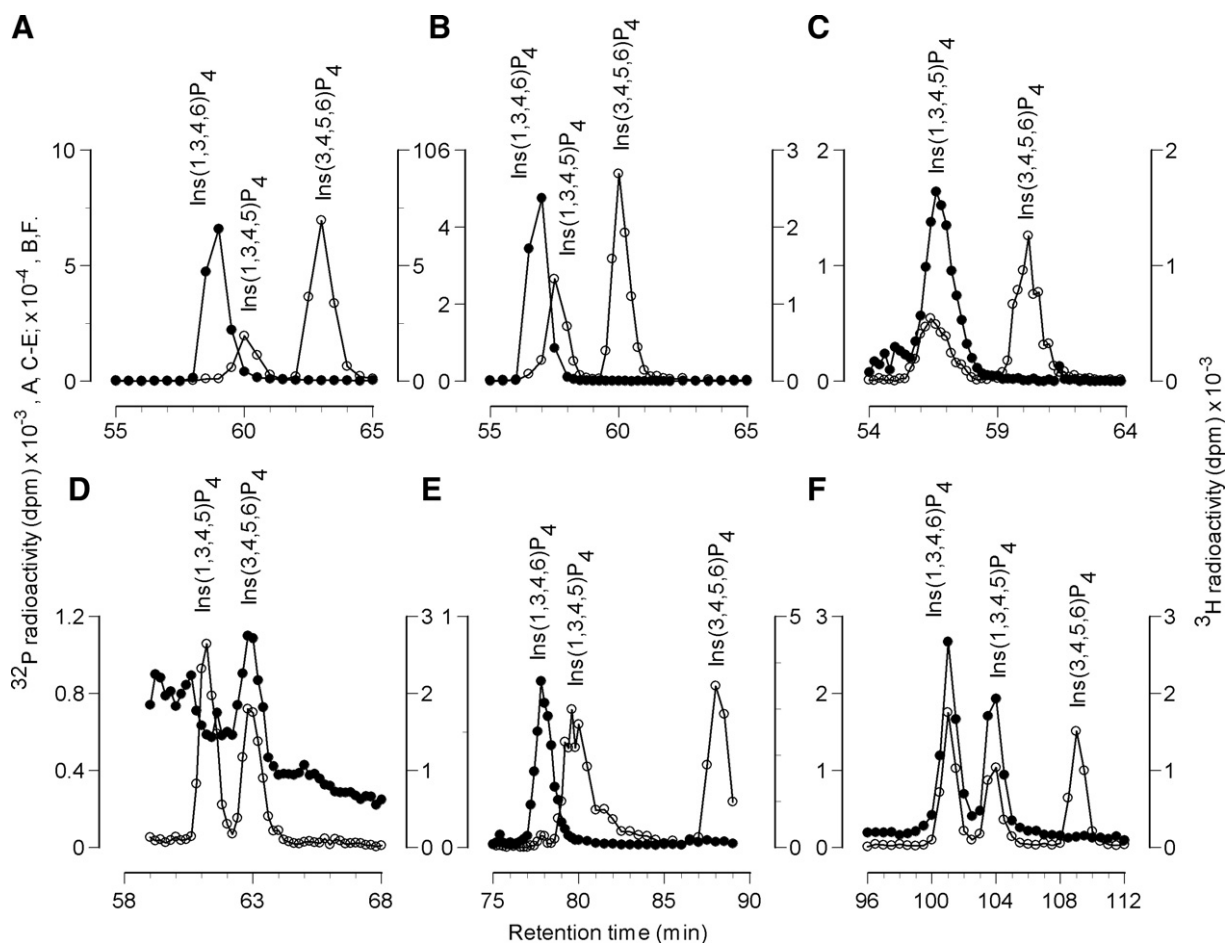 A
B
C
Ins(1,3,4,6)P4
Ins(1,3,4,5)P4
Ins(3,4,5,6)P4
Ins(1,3,4,6)P4
Ins(1,3,4,5)P4
Ins(3,4,5,6)P4
Ins(1,3,4,5)P4
Ins(3,4,5,6)P4
10
5
0
10
5
0
6
4
2
0
3
2
1
0
2
1
0
2
1
0
55 60 65
55 60 65
54 59 64
D
E
F
Ins(1,3,4,5)P4
Ins(3,4,5,6)P4
Ins(1,3,4,6)P4
Ins(1,3,4,5)P4
Ins(3,4,5,6)P4
Ins(1,3,4,6)P4
Ins(1,3,4,5)P4
Ins(3,4,5,6)P4
1.2
0.8
0.4
0
3
2
1
0
1
0
5
0
3
2
1
0
3
2
1
0
58 63 68
75 80 85 90
96 100 104 108 112
32P radioactivity (dpm) x10-3 , A, C-E; x10-4 , B,F.
3H radioactivity (dpm) x 10-3
Retention time (min)